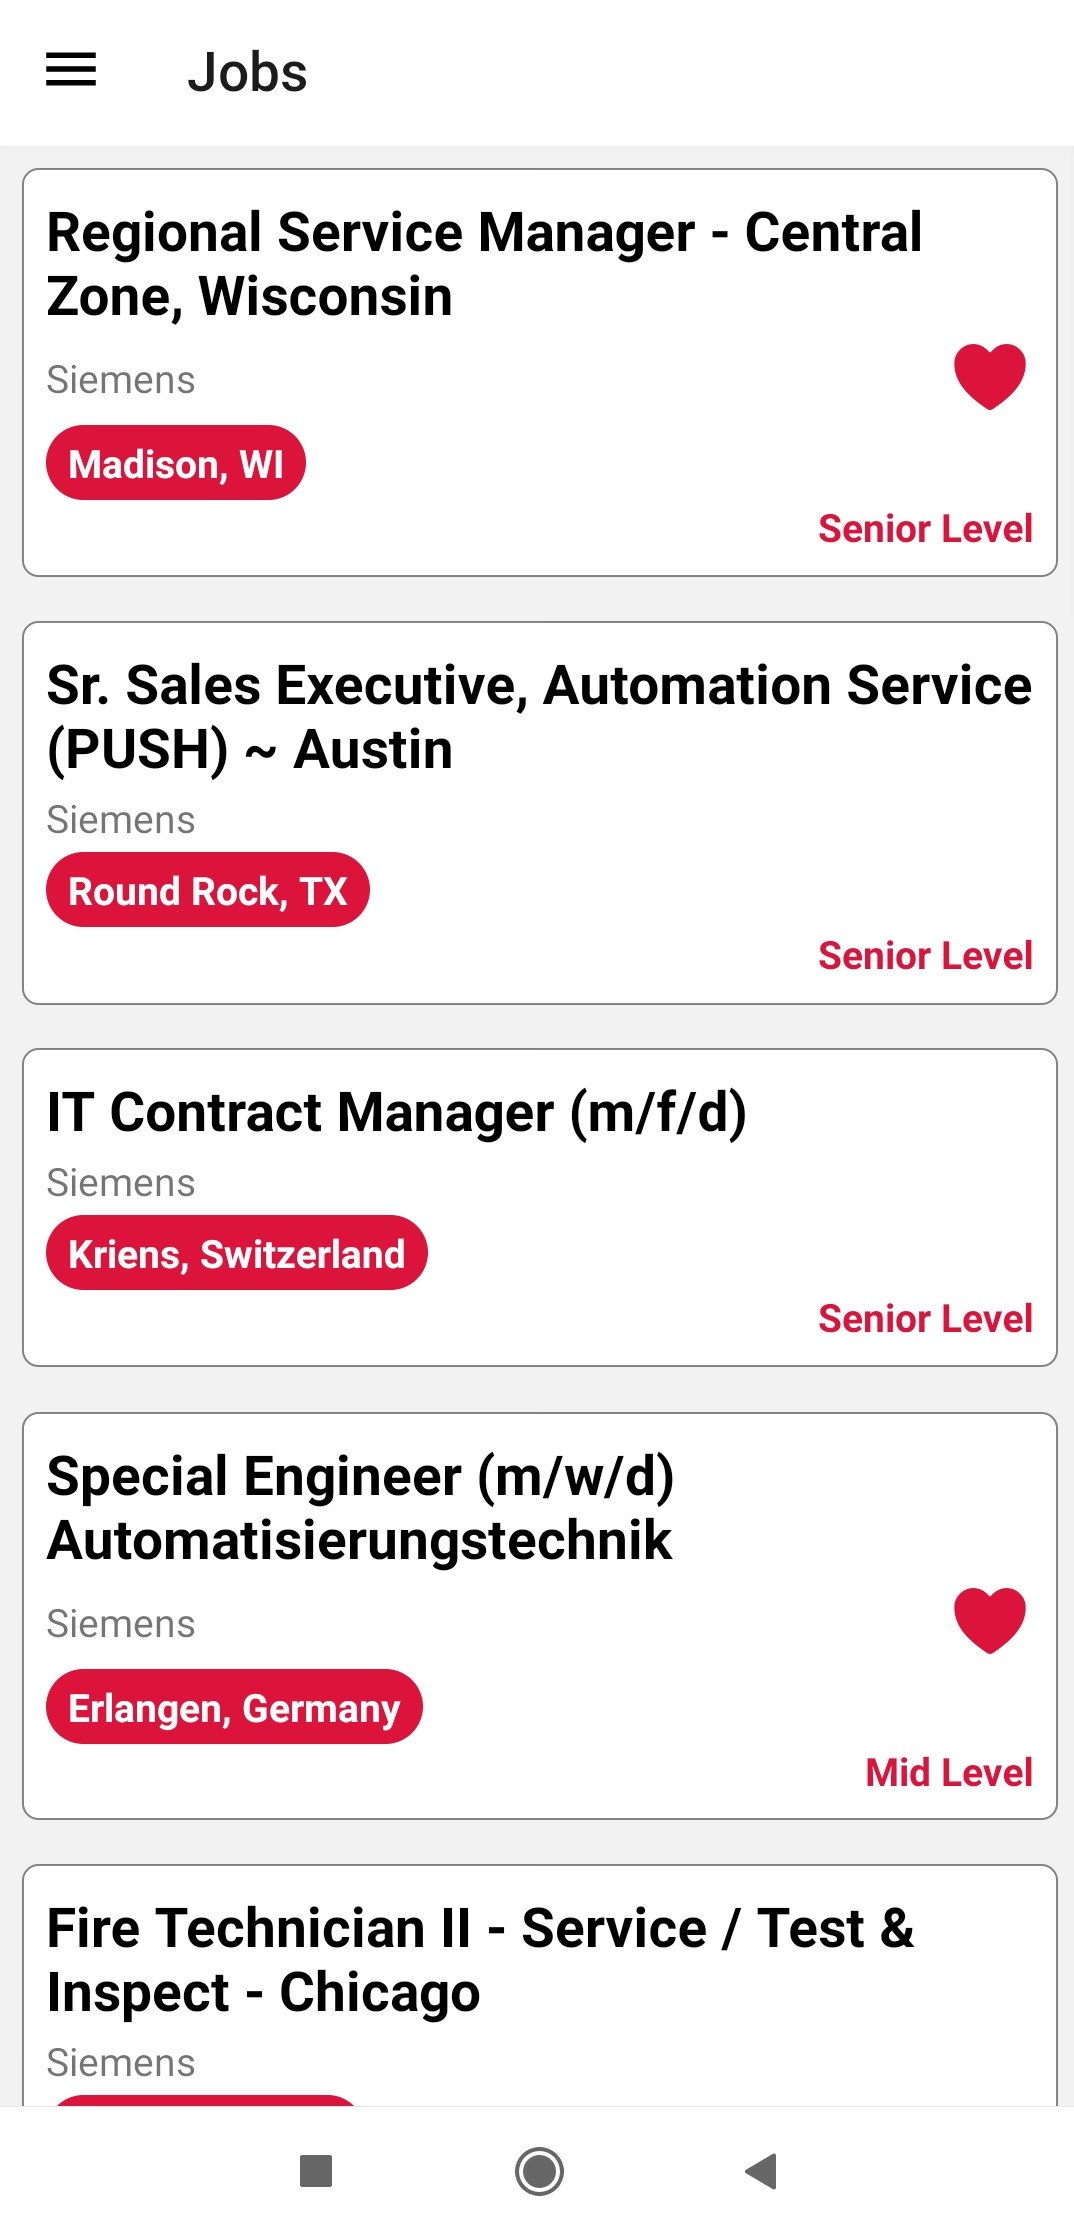 Jobs
Regional Service Manager - Central
Zone, Wisconsin
Siemens
Madison, WI
Senior Level
Sr. Sales Executive, Automation Service
(PUSH) ~ Austin
Siemens
Round Rock, TX
Senior Level
IT Contract Manager (m/f/d)
Siemens
Kriens, Switzerland
Senior Level
Special Engineer (m/w/d)
Automatisierungstechnik
Siemens
Erlangen, Germany
Mid Level
Fire Technician II - Service / Test &
Inspect - Chicago
Siemens